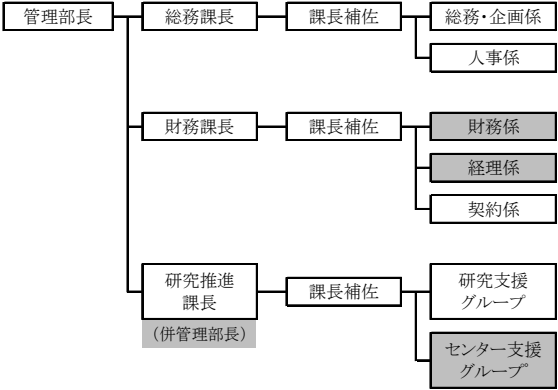 管理部長
総務課長
課長補佐
総務・企画係
人事係
財務課長
課長補佐
財務係
経理係
契約係
研究推進
課長
（併管理部長）
課長補佐
研究支援
グループ
センター支援
グループ